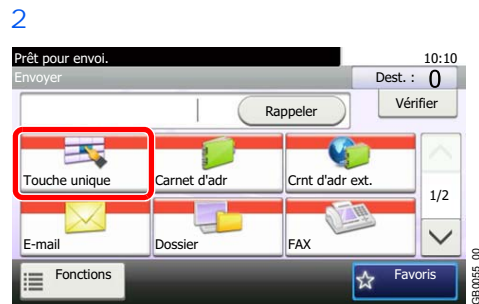 2
Prêt pour envoi. 10:10
Envoyer Dest. : 0
Rappeler Vérifier
Touche unique Carnet d'adr Crnt d'adr ext.
1/2
E-mail Dossier FAX
Fonctions Favoris
GB0055_00